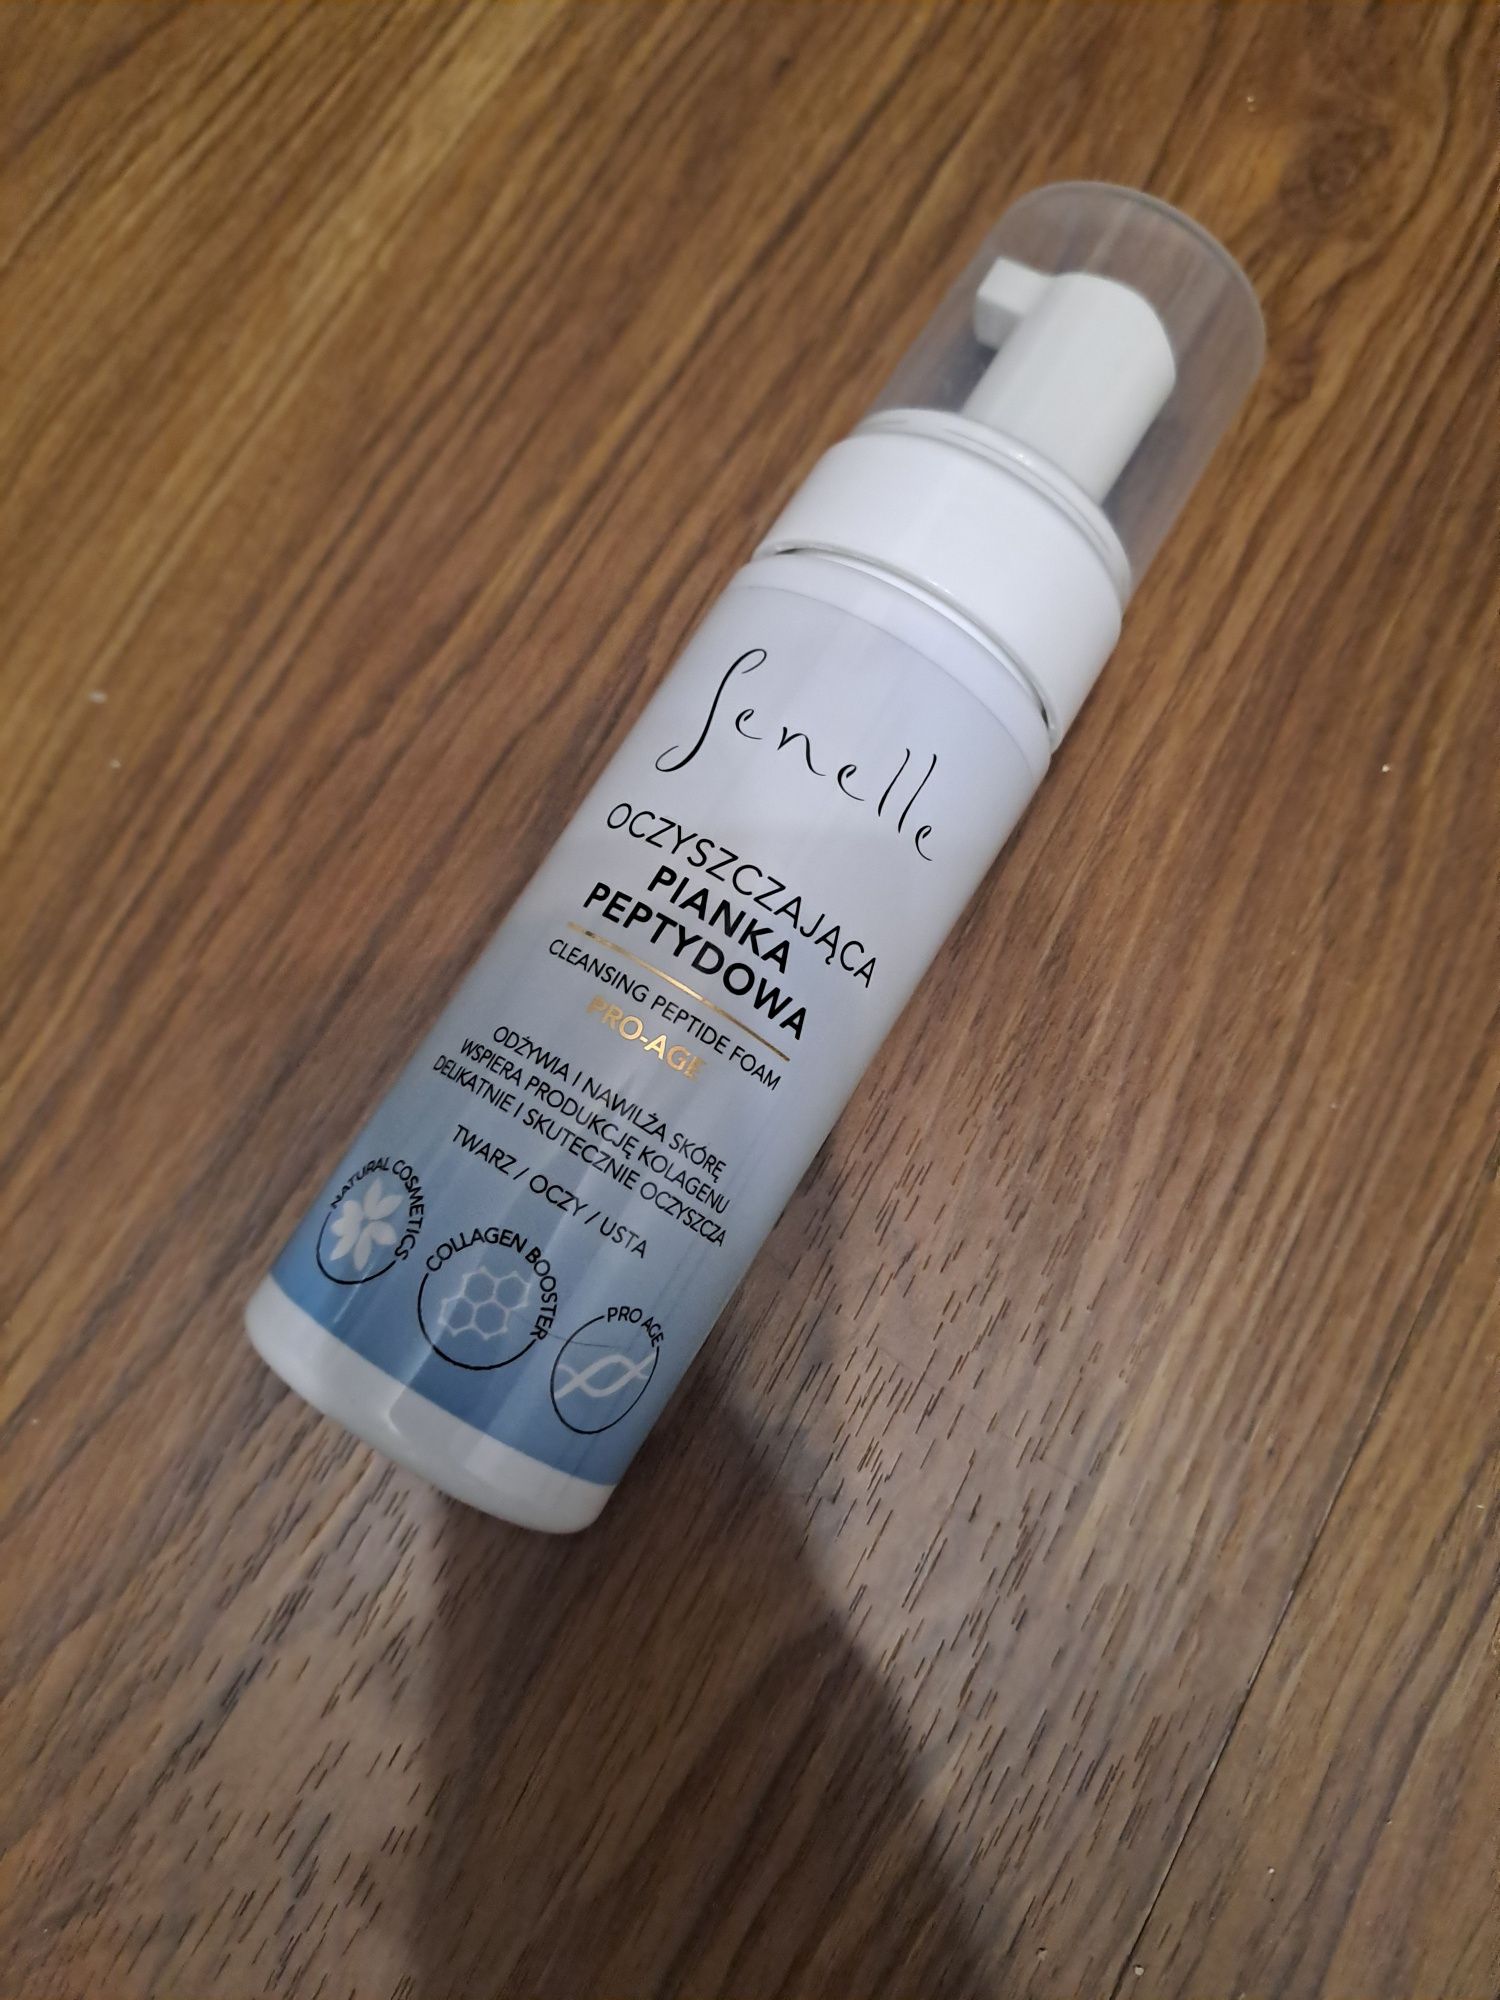 Senelle
OCZYSZCZAJĄCA
PIANKA
PEPTYDOWA
CLEANSING PEPTIDE FOAM
PRO-AGE
ODŻYWIA I NAWILŻA SKÓRĘ
WSPIERA PRODUKCJĘ KOLAGENU
DELIKATNIE I SKUTECZNIE OCZYSZCZA
TWARZ / OCZY / USTA
NATURAL COSMETICS
COLLAGEN BOOSTER
PRO AGE